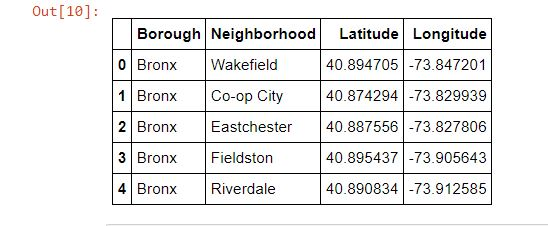 Out[10]:
Borough Neighborhood Latitude Longitude
0 Bronx Wakefield 40.894705 -73.847201
1 Bronx Co-op City 40.874294 -73.829939
2 Bronx Eastchester 40.887556 -73.827806
3 Bronx Fieldston 40.895437 -73.905643
4 Bronx Riverdale 40.890834 -73.912585